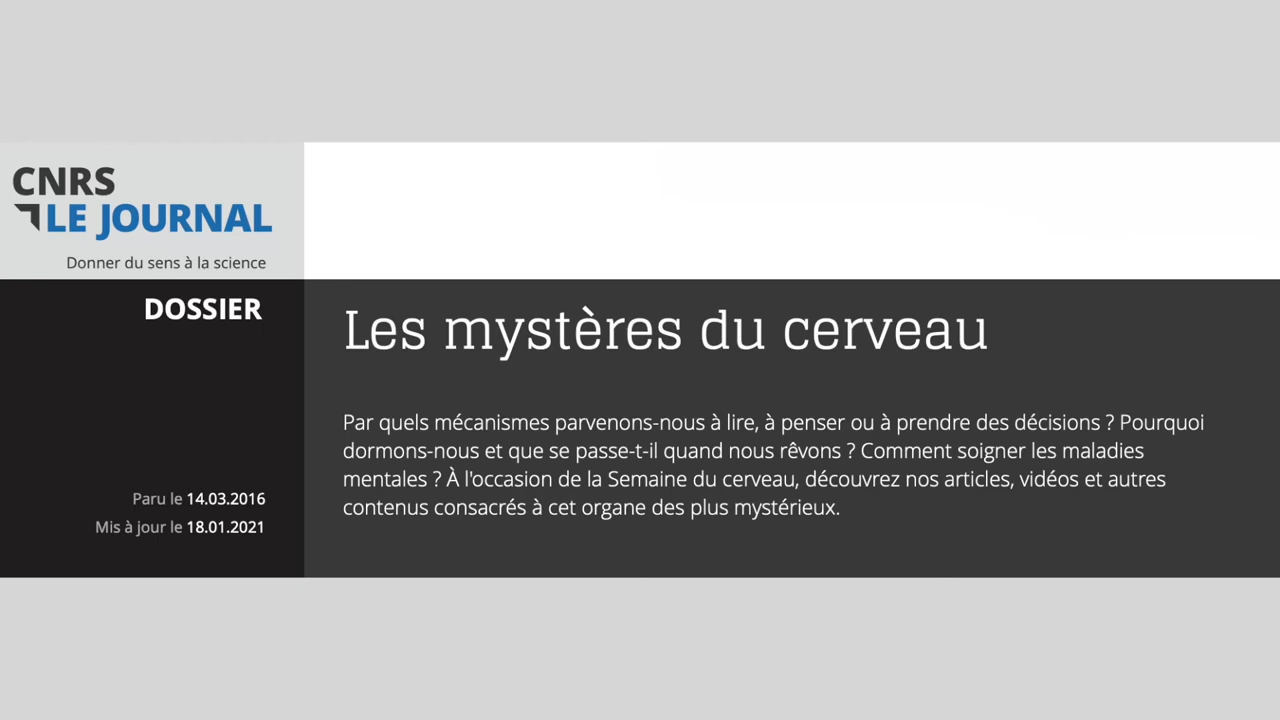 CNRS
LE JOURNAL
Donner du sens à la science
DOSSIER
Les mystères du cerveau
Par quels mécanismes parvenons-nous à lire, à penser ou à prendre des décisions ? Pourquoi
dormons-nous et que se passe-t-il quand nous rêvons ? Comment soigner les maladies
mentales ? À l'occasion de la Semaine du cerveau, découvrez nos articles, vidéos et autres
contenus consacrés à cet organe des plus mystérieux.
Paru le 14.03.2016
Mis à jour le 18.01.2021